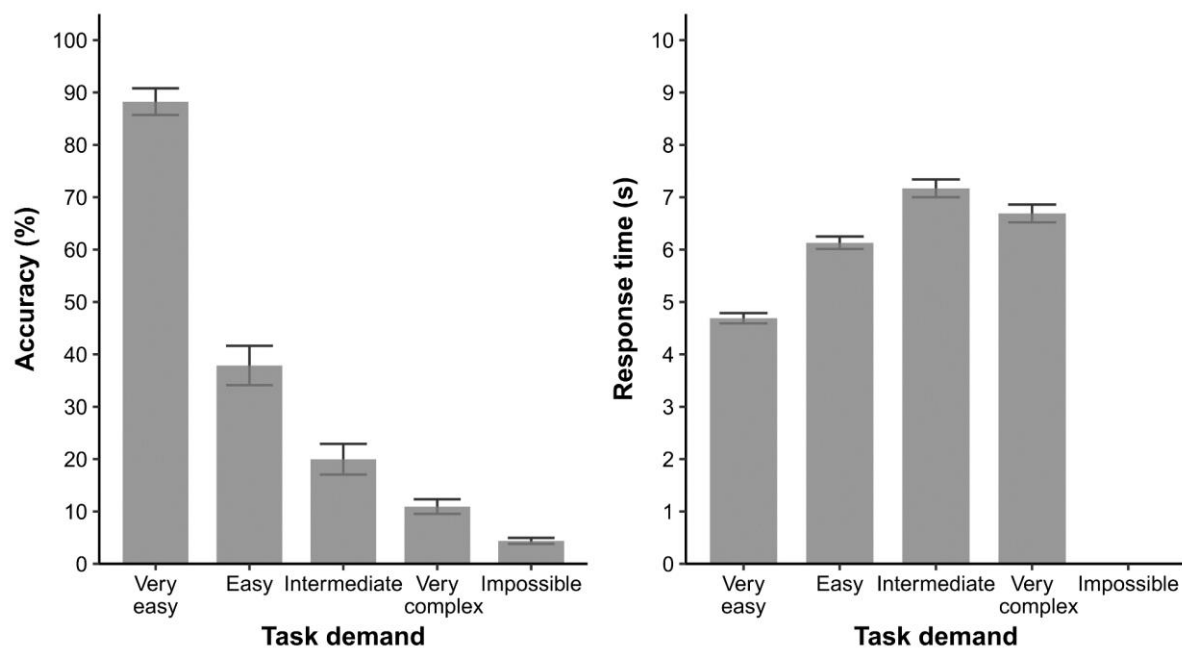 Accuracy (%)
100
90
80
70
60
50
40
30
20
10
0
Very easy
Easy
Intermediate
Very complex
Impossible
Task demand
Response time (s)
10
9
8
7
6
5
4
3
2
1
0
Very easy
Easy
Intermediate
Very complex
Impossible
Task demand